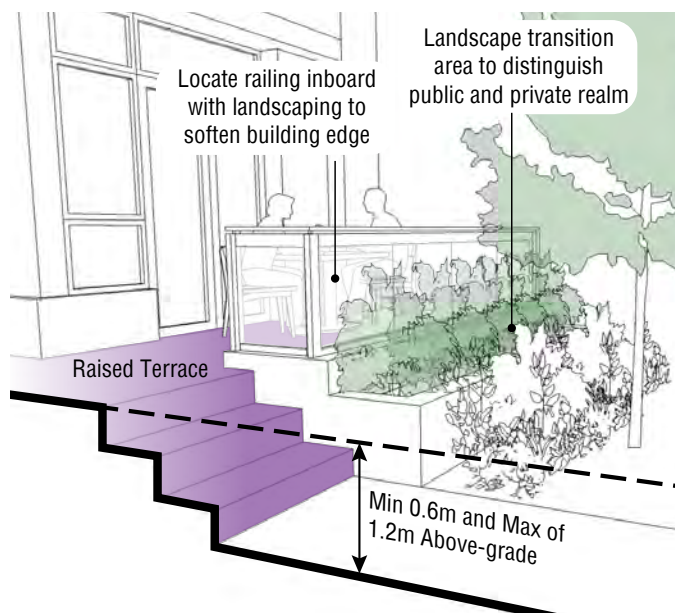 Locate railing inboard
with landscaping to
soften building edge
Landscape transition
area to distinguish
public and private realm
Raised Terrace
Min 0.6m and Max of
1.2m Above-grade